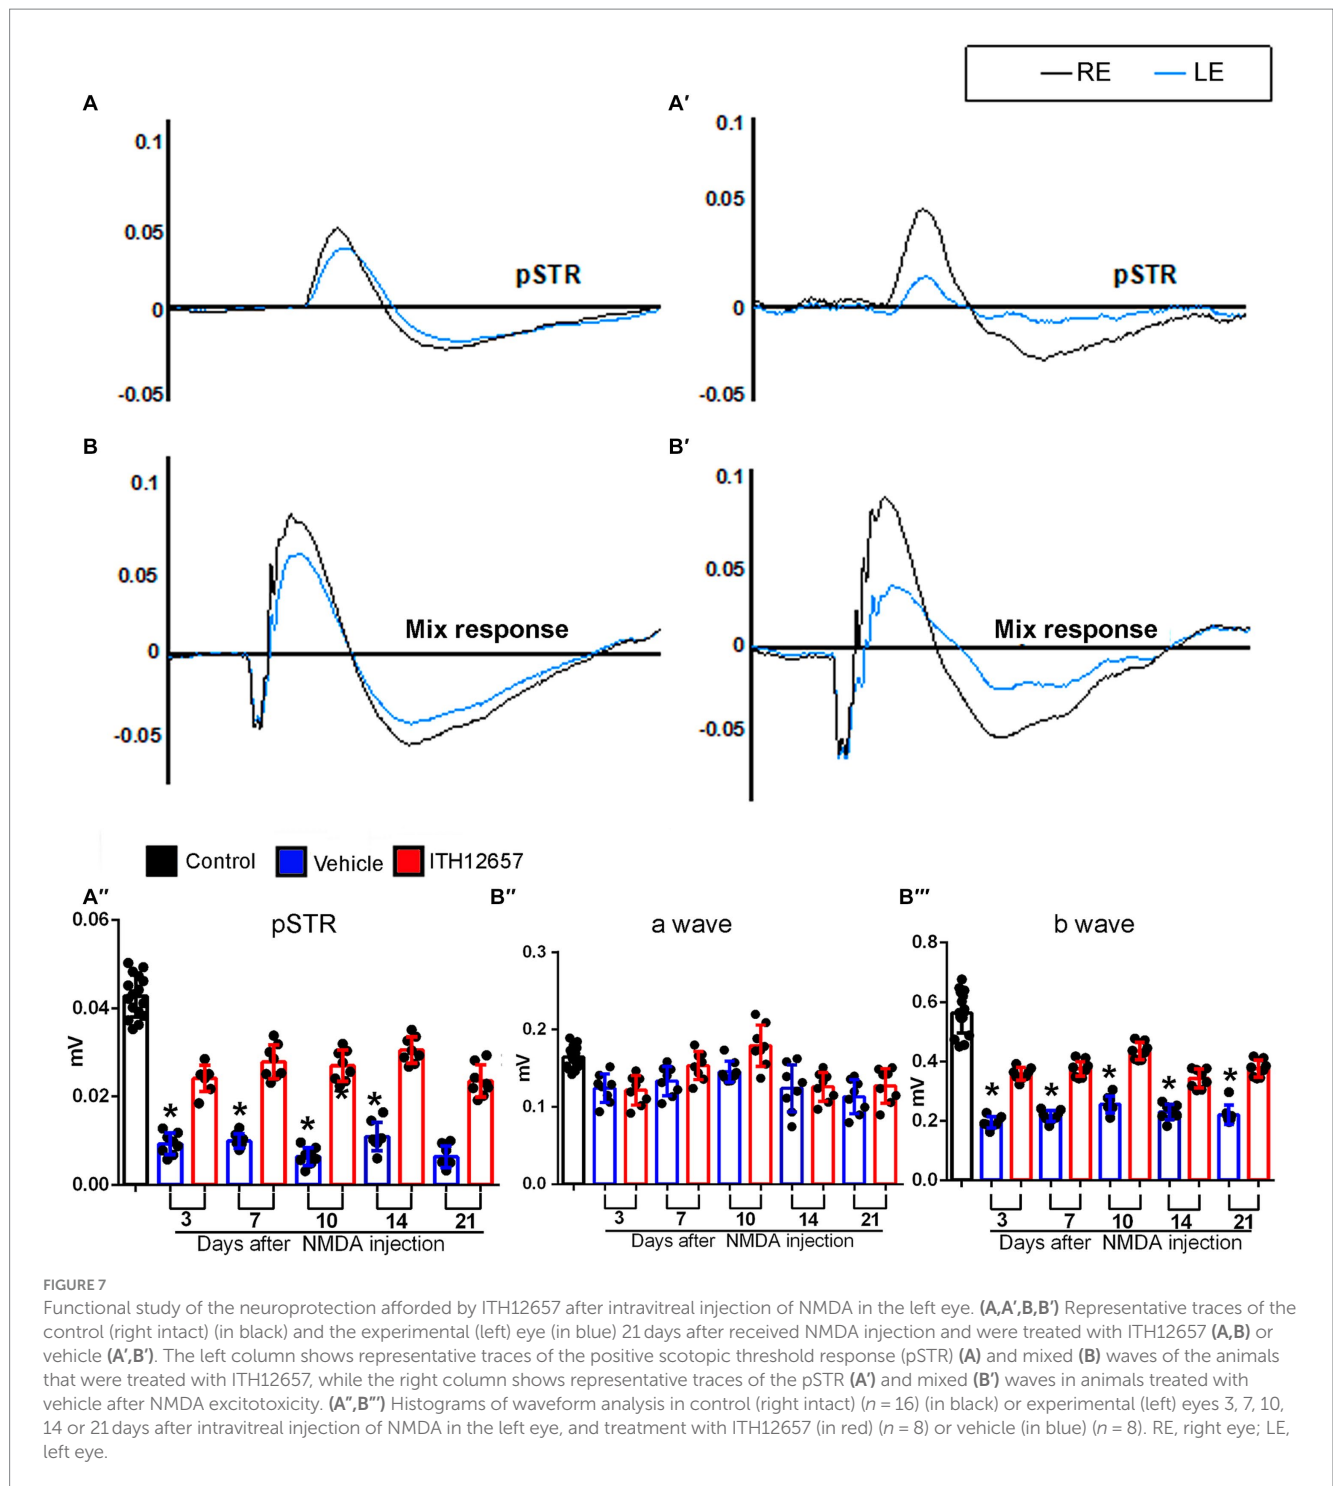 RE LE
A A′
0.1 0.1
0.05 0.05
pSTR pSTR
0 0
-0.05 -0.05
B B′
0.1 0.1
0.05 0.05
Mix response Mix response
0 0
-0.05 -0.05
Control Vehicle ITH12657
A″ B″ B‴
pSTR
0.06
0.04
mV
0.02
0.00
* * * * *
3 7 10 14 21
Days after NMDA injection
a wave
0.3
0.2
mV
0.1
0.0
3 7 10 14 21
Days after NMDA injection
b wave
0.8
0.6
0.4
mV
0.2
0.0
* * * * *
3 7 10 14 21
Days after NMDA injection
FIGURE 7
Functional study of the neuroprotection afforded by ITH12657 after intravitreal injection of NMDA in the left eye. (A,A′,B,B′) Representative traces of the
control (right intact) (in black) and the experimental (left) eye (in blue) 21 days after received NMDA injection and were treated with ITH12657 (A,B) or
vehicle (A′,B′). The left column shows representative traces of the positive scotopic threshold response (pSTR) (A) and mixed (B) waves of the animals
that were treated with ITH12657, while the right column shows representative traces of the pSTR (A′) and mixed (B′) waves in animals treated with
vehicle after NMDA excitotoxicity. (A″,B″′) Histograms of waveform analysis in control (right intact) (n = 16) (in black) or experimental (left) eyes 3, 7, 10,
14 or 21 days after intravitreal injection of NMDA in the left eye, and treatment with ITH12657 (in red) (n = 8) or vehicle (in blue) (n = 8). RE, right eye; LE,
left eye.